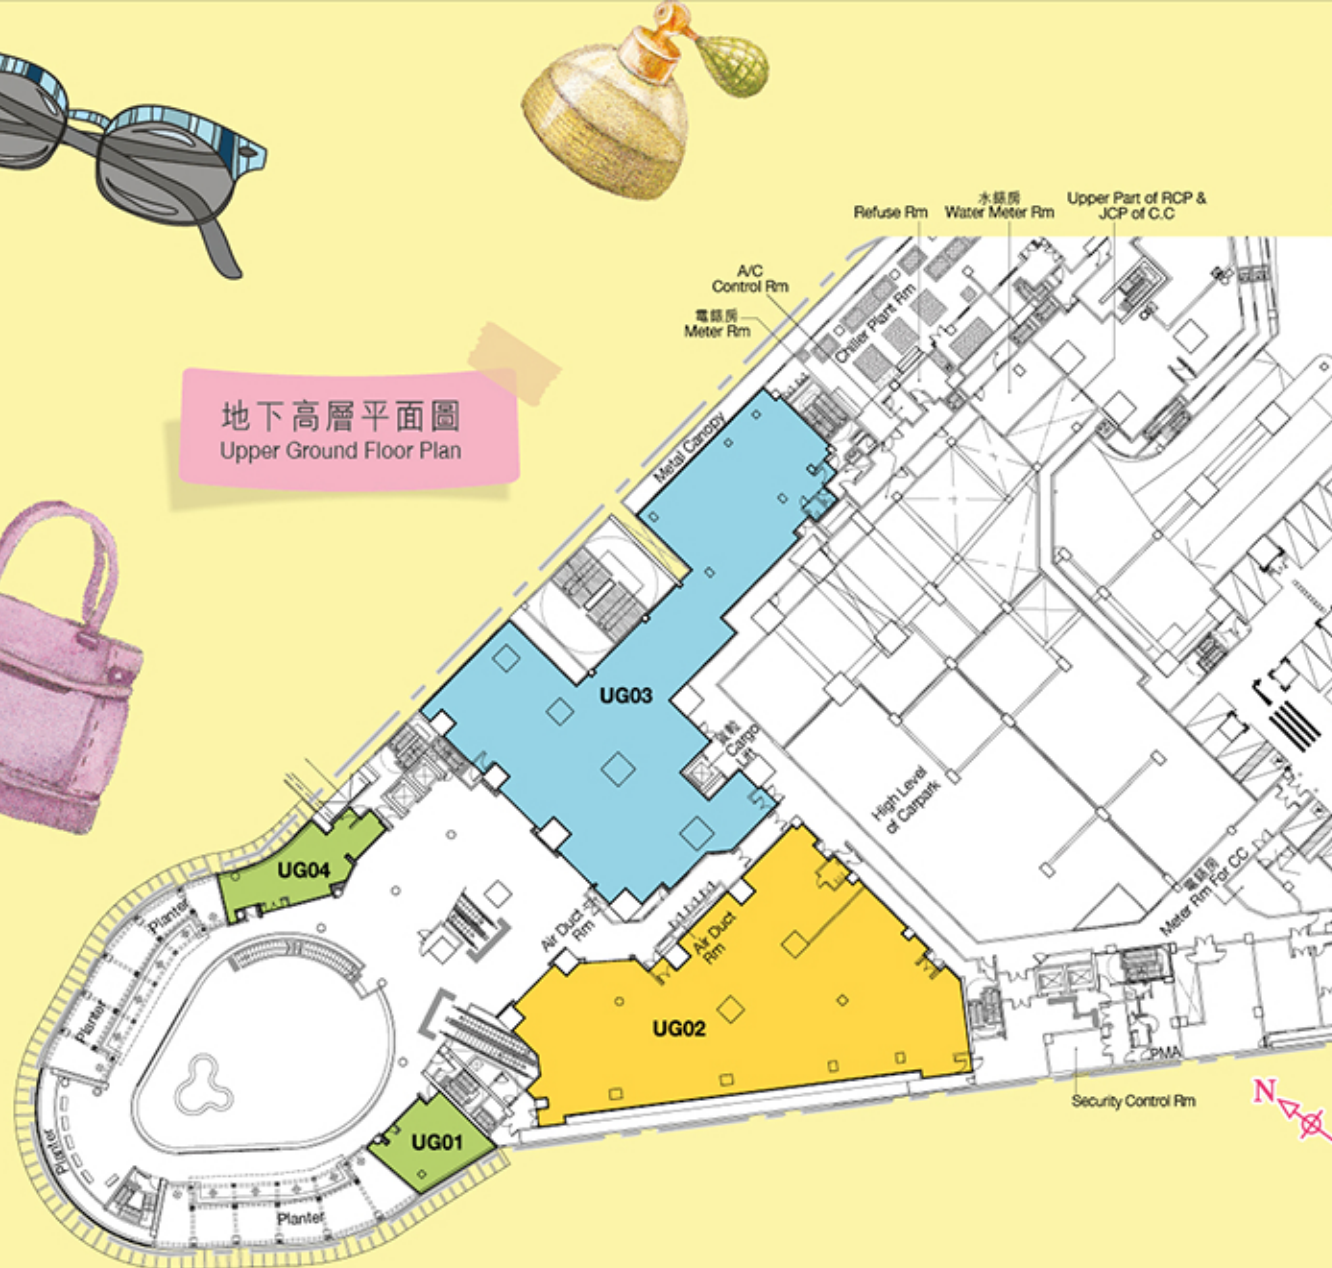 水錶房
Refuse Rm
Water Meter Rm
Upper Part of RCP &
JCP of C.C
A/C
Control Rm
電錶房
Meter Rm
Chiller Plant Rm
地下高層平面圖
Upper Ground Floor Plan
Metal Canopy
UG03
Cargo
Lift
High Level
of Carpark
UG04
電錶房
Meter Rm For CC
Planter
Air Duct
Rm
Air Duct
Rm
Planter
UG02
PMA
Security Control Rm
N
UG01
Planter
Planter